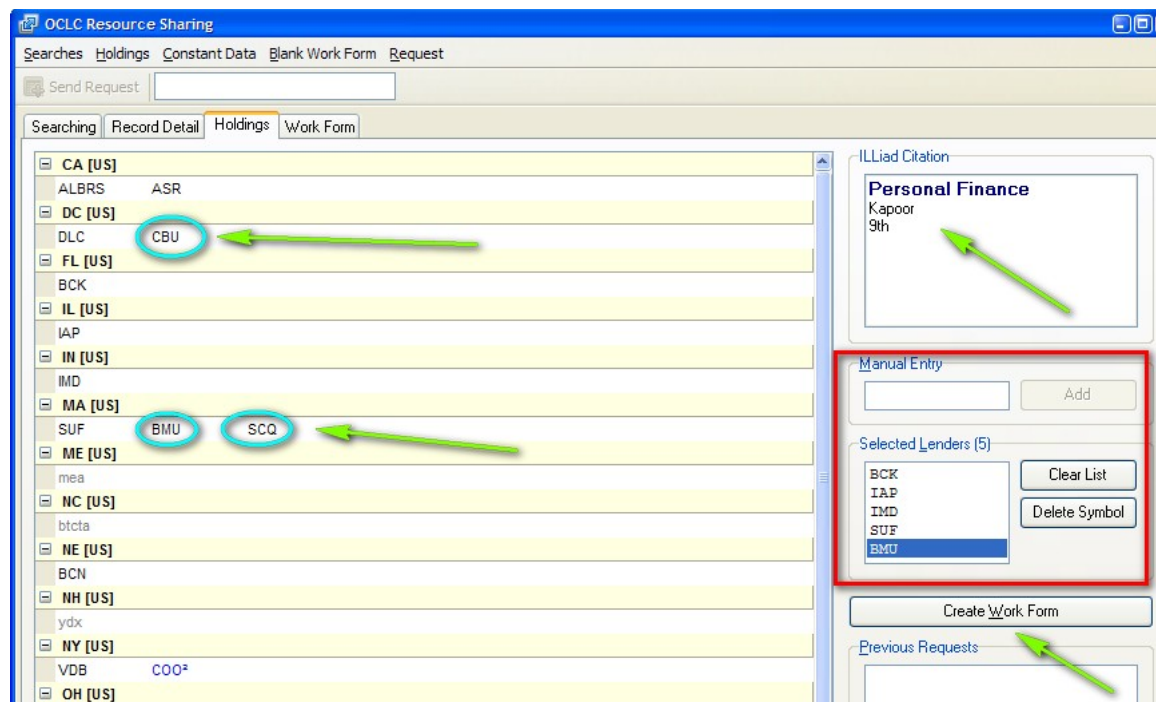 OCLC Resource Sharing
Searches Holdings Constant Data Blank Work Form Request
Send Request
Searching Record Detail Holdings Work Form
CA [US]
ALBRS ASR
DC [US]
DLC CBU
FL [US]
BCK
IL [US]
IAP
IN [US]
IMD
MA [US]
SUF BMU SCQ
ME [US]
mea
NC [US]
btcta
NE [US]
BCN
NH [US]
ydx
NY [US]
VDB COO²
OH [US]
ILLiad Citation
Personal Finance
Kapoor
9th
Manual Entry
Add
Selected Lenders (5)
BCK
IAP
IMD
SUF
BMU
Clear List
Delete Symbol
Create Work Form
Previous Requests